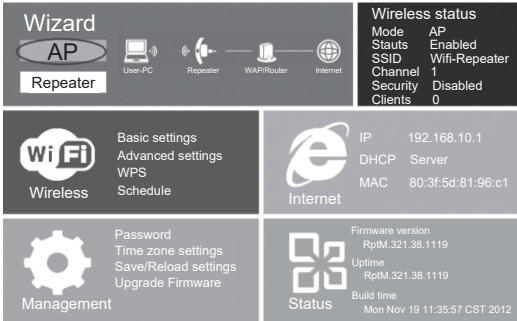 Wizard
AP
Repeater
User-PC
Repeater
WAP/Router
Internet
Wireless status
Mode AP
Stauts Enabled
SSID Wifi-Repeater
Channel 1
Security Disabled
Clients 0
Wi Fi
Wireless
Basic settings
Advanced settings
WPS
Schedule
Internet
IP 192.168.10.1
DHCP Server
MAC 80:3f:5d:81:96:c1
Management
Password
Time zone settings
Save/Reload settings
Upgrade Firmware
Status
Firmware version
RptM.321.38.1119
Uptime
RptM.321.38.1119
Build time
Mon Nov 19 11:35:57 CST 2012